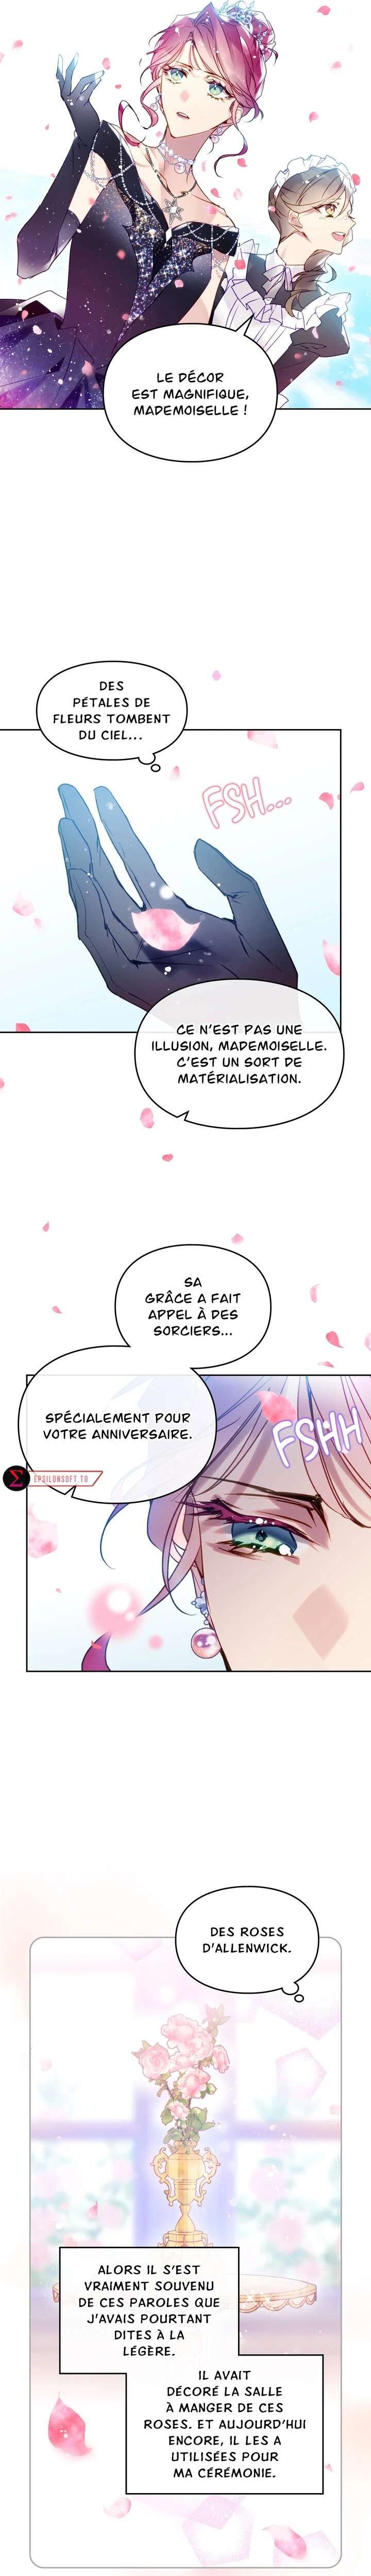 LE DÉCOR
EST MAGNIFIQUE,
MADEMOISELLE !
DES
PÉTALES DE
FLEURS TOMBENT
DU CIEL...
FSH...
CE N'EST PAS UNE
ILLUSION, MADEMOISELLE.
C'EST UN SORT DE
MATÉRIALISATION.
SA
GRÂCE A FAIT
APPEL À DES
SORCIERS...
SPÉCIALEMENT POUR
VOTRE ANNIVERSAIRE.
FSHH
EPSILONSOFT.TO
DES ROSES
D'ALLENWICK.
ALORS IL S'EST
VRAIMENT SOUVENU
DE CES PAROLES QUE
J'AVAIS POURTANT
DITES À LA
LÉGÈRE.
IL AVAIT
DÉCORÉ LA SALLE
À MANGER DE CES
ROSES. ET AUJOURD'HUI
ENCORE, IL LES A
UTILISÉES POUR
MA CÉRÉMONIE.